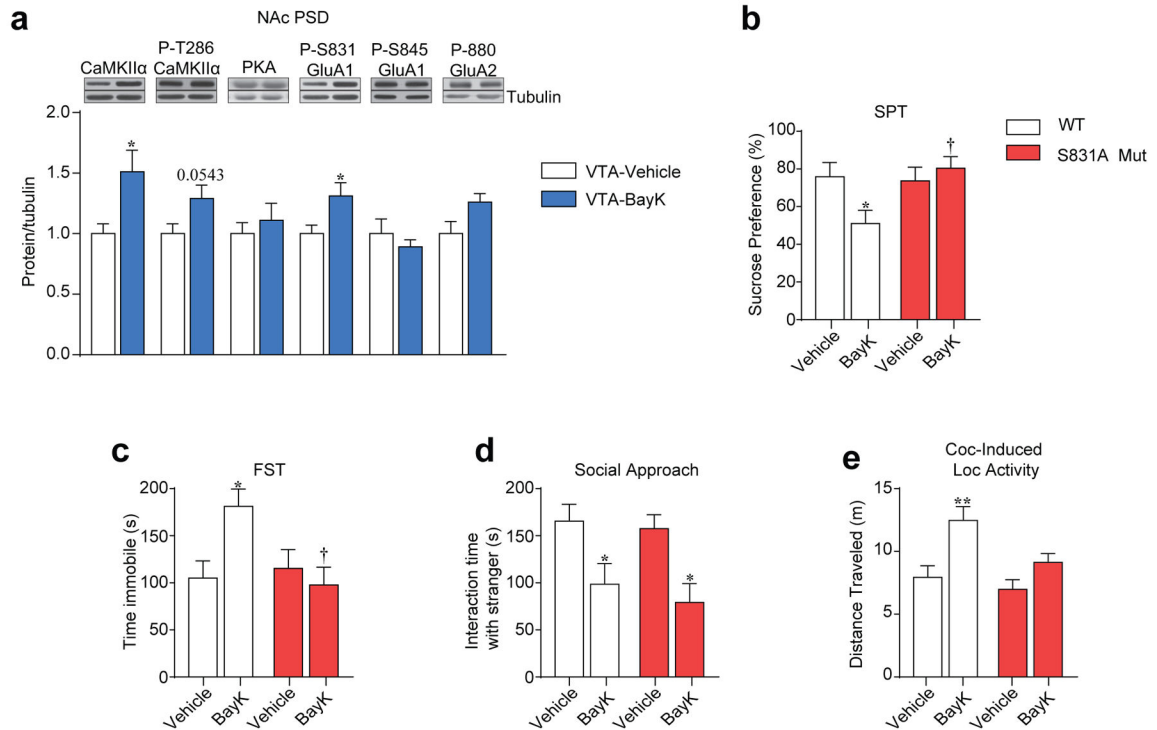 a
NAc PSD
CaMKIIα
P-T286
CaMKIIα
PKA
P-S831
GluA1
P-S845
GluA1
P-880
GluA2
Tubulin
Protein/tubulin
2.0
1.5
1.0
0.5
0.0
*
0.0543
*
VTA-Vehicle
VTA-BayK
b
SPT
Sucrose Preference (%)
100
80
60
40
20
0
*
†
Vehicle
BayK
Vehicle
BayK
WT
S831A Mut
c
FST
Time immobile (s)
200
150
100
50
0
*
†
Vehicle
BayK
Vehicle
BayK
d
Social Approach
Interaction time
with stranger (s)
200
150
100
50
0
*
*
Vehicle
BayK
Vehicle
BayK
e
Coc-Induced
Loc Activity
Distance Traveled (m)
15
10
5
0
**
Vehicle
BayK
Vehicle
BayK